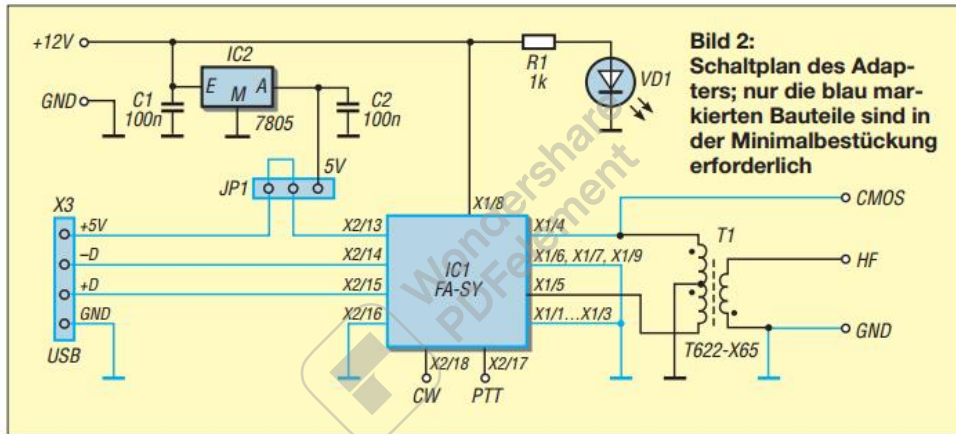 +12V
GND
C1
100n
IC2
E
M
A
7805
C2
100n
R1
1k
VD1
Bild 2:
Schaltplan des Adap-
ters; nur die blau mar-
kierten Bauteile sind in
der Minimalbestückung
erforderlich
5V
JP1
X3
+5V
–D
+D
GND
USB
X2/13
X2/14
X2/15
X2/16
IC1
FA-SY
X1/8
X1/4
X1/6, X1/7, X1/9
X1/5
X1/1...X1/3
X2/18
X2/17
CW
PTT
T1
T622-X65
CMOS
HF
GND
Wondershare
PDFelement